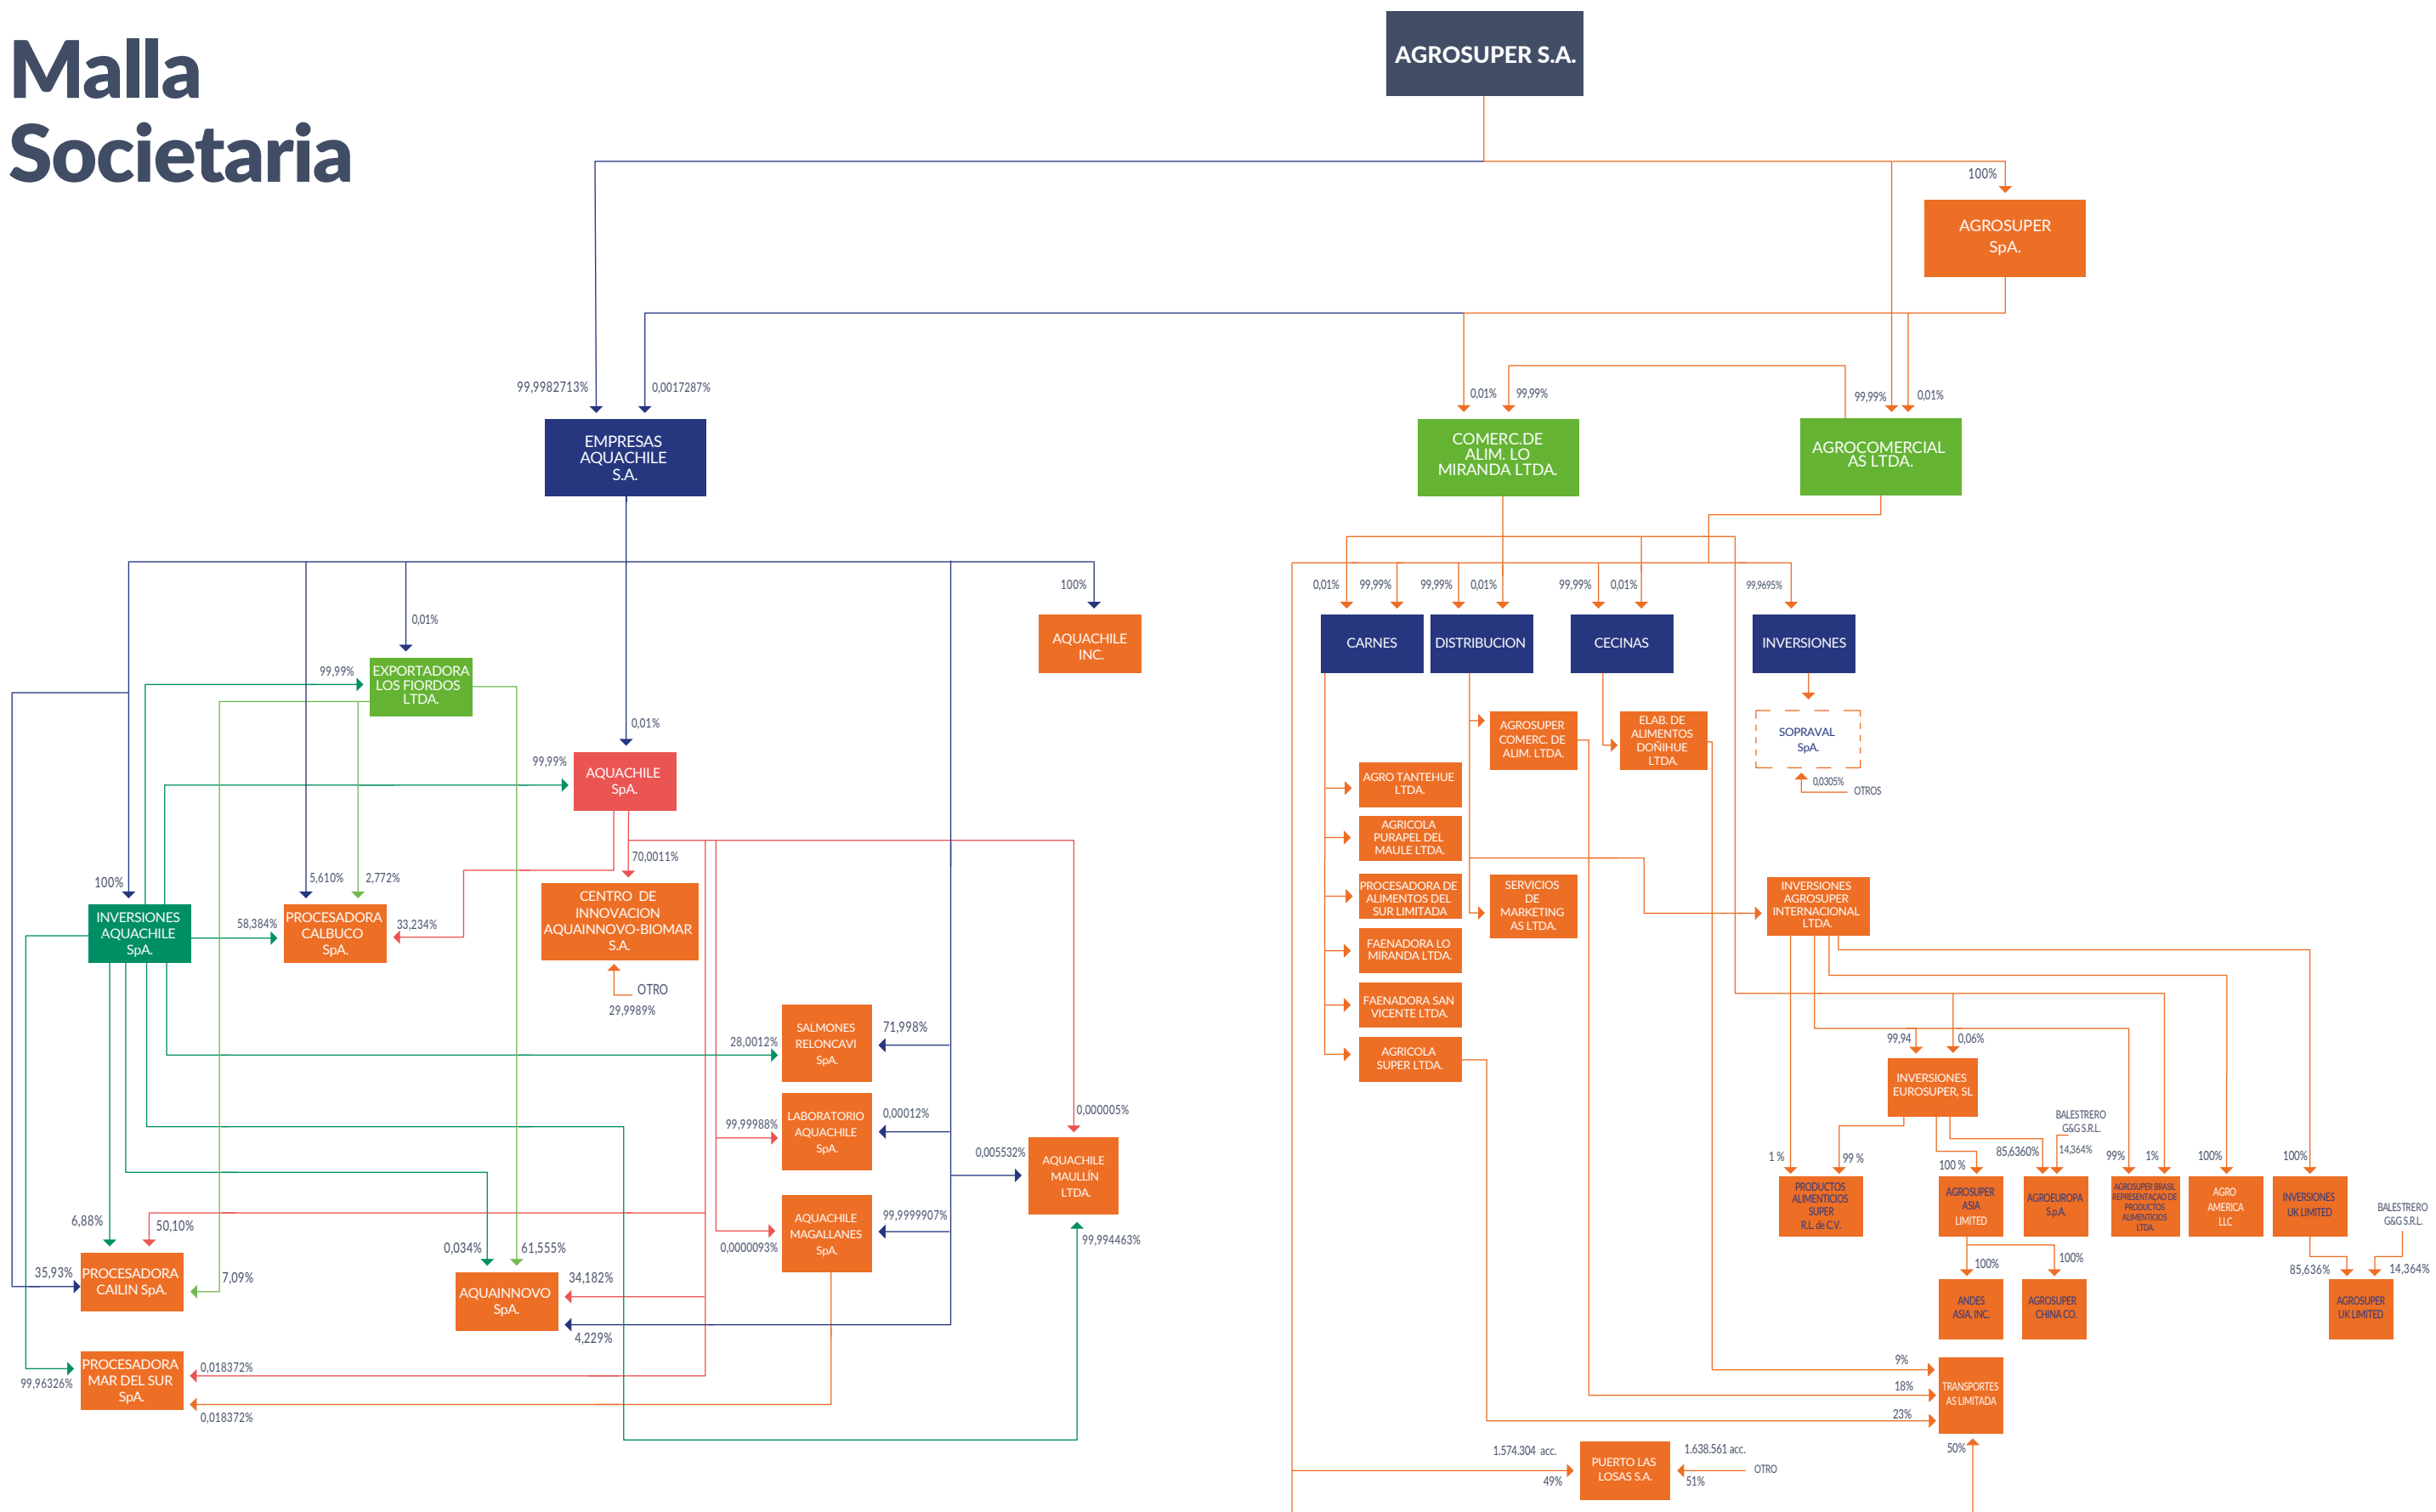 Malla
Societaria
AGROSUPER S.A.
100%
AGROSUPER
SpA.
99,9982713%
0,0017287%
0,01%
99,99%
99,99%
0,01%
EMPRESAS
AQUACHILE
S.A.
COMERC.DE
ALIM. LO
MIRANDA LTDA.
AGROCOMERCIAL
AS LTDA.
100%
0,01%
99,99%
99,99%
0,01%
99,99%
0,01%
99,9695%
AQUACHILE
INC.
CARNES
DISTRIBUCION
CECINAS
INVERSIONES
0,01%
99,99%
EXPORTADORA
LOS FIORDOS
LTDA.
0,01%
99,99%
AQUACHILE
SpA.
AGROSUPER
COMERC. DE
ALIM. LTDA.
ELAB. DE
ALIMENTOS
DOÑIHUE
LTDA.
SOPRAVAL
SpA.
0,0305%
OTROS
AGRO TANTEHUE
LTDA.
AGRICOLA
PURAPEL DEL
MAULE LTDA.
PROCESADORA DE
ALIMENTOS DEL
SUR LIMITADA
FAENADORA LO
MIRANDA LTDA.
FAENADORA SAN
VICENTE LTDA.
AGRICOLA
SUPER LTDA.
SERVICIOS
DE
MARKETING
AS LTDA.
INVERSIONES
AGROSUPER
INTERNACIONAL
LTDA.
100%
5,610%
2,772%
70,0011%
INVERSIONES
AQUACHILE
SpA.
58,384%
PROCESADORA
CALBUCO
SpA.
33,234%
CENTRO DE
INNOVACION
AQUAINNOVO-BIOMAR
S.A.
OTRO
29,9989%
28,0012%
SALMONES
RELONCAVI
SpA.
71,998%
99,99988%
LABORATORIO
AQUACHILE
SpA.
0,00012%
0,000005%
0,005532%
AQUACHILE
MAULLÍN
LTDA.
99,994463%
0,0000093%
AQUACHILE
MAGALLANES
SpA.
99,9999907%
6,88%
50,10%
35,93%
PROCESADORA
CAILIN SpA.
7,09%
0,034%
61,555%
AQUAINNOVO
SpA.
34,182%
4,229%
PROCESADORA
MAR DEL SUR
SpA.
99,96326%
0,018372%
0,018372%
99,94
0,06%
INVERSIONES
EUROSUPER, SL
BALESTRERO
G&G S.R.L.
1 %
99 %
100 %
85,6360%
14,364%
99%
1%
100%
100%
PRODUCTOS
ALIMENTICIOS
SUPER
R.L. de C.V.
AGROSUPER
ASIA
LIMITED
AGROEUROPA
S.p.A.
AGROSUPER BRASIL
REPRESENTAÇAO DE
PRODUCTOS
ALIMENTICIOS
LTDA.
AGRO
AMERICA
LLC
INVERSIONES
UK LIMITED
BALESTRERO
G&G S.R.L.
100%
100%
85,636%
14,364%
ANDES
ASIA, INC.
AGROSUPER
CHINA CO.
AGROSUPER
UK LIMITED
9%
18%
23%
50%
TRANSPORTES
AS LIMITADA
1.574.304 acc.
49%
PUERTO LAS
LOSAS S.A.
1.638.561 acc.
51%
OTRO